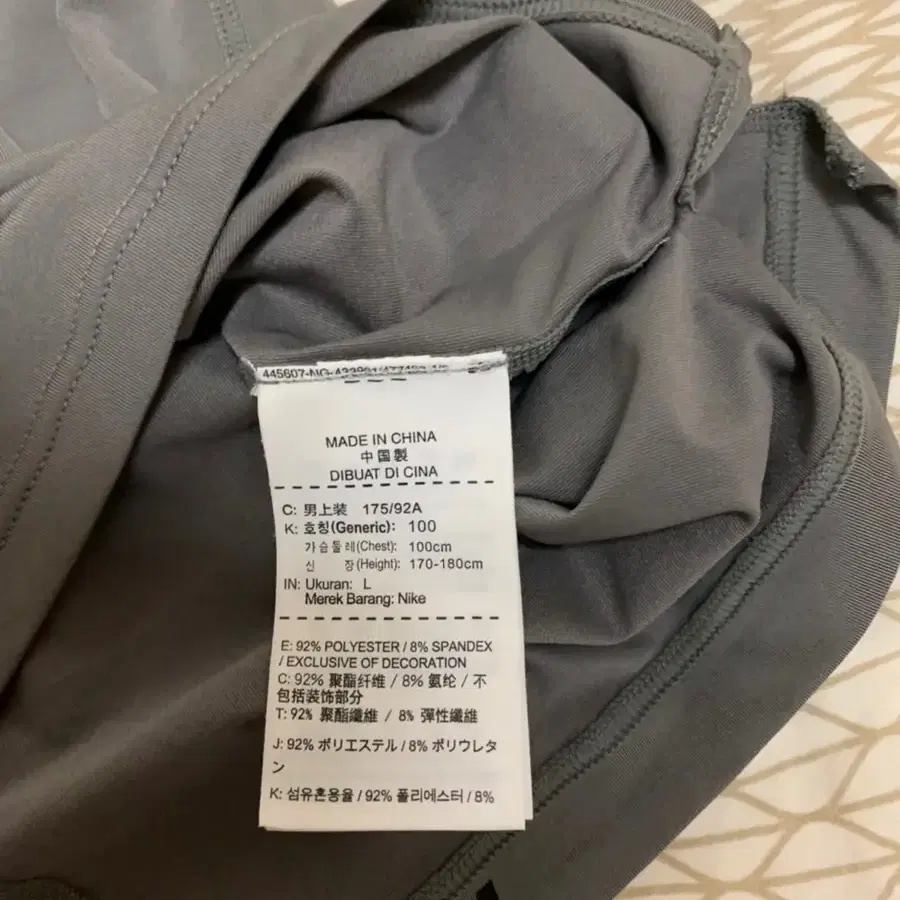 MADE IN CHINA
中国製
DIBUAT DI CINA
C: 男上装 175/92A
K: 호칭(Generic): 100
가슴둘레(Chest): 100cm
신 장(Height): 170-180cm
IN: Ukuran: L
Merek Barang: Nike
E: 92% POLYESTER / 8% SPANDEX
/ EXCLUSIVE OF DECORATION
C: 92% 聚酯纤维 / 8% 氨纶 / 不
包括装饰部分
T: 92% 聚酯纖維 / 8% 彈性纖維
J: 92% ポリエステル / 8% ポリウレタ
ン
K: 섬유혼용율 / 92% 폴리에스터 / 8%